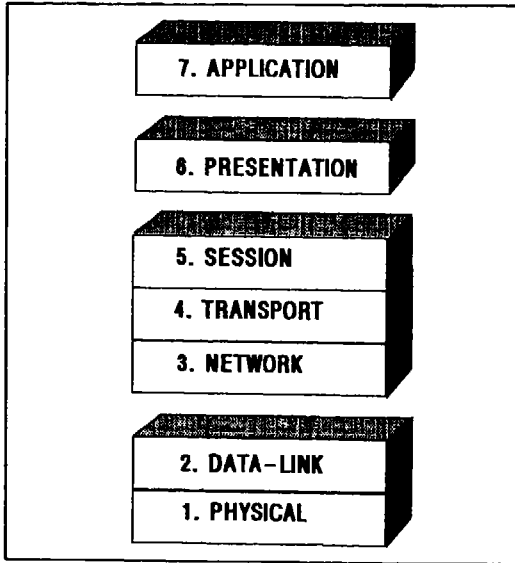 7. APPLICATION
6. PRESENTATION
5. SESSION
4. TRANSPORT
3. NETWORK
2. DATA-LINK
1. PHYSICAL